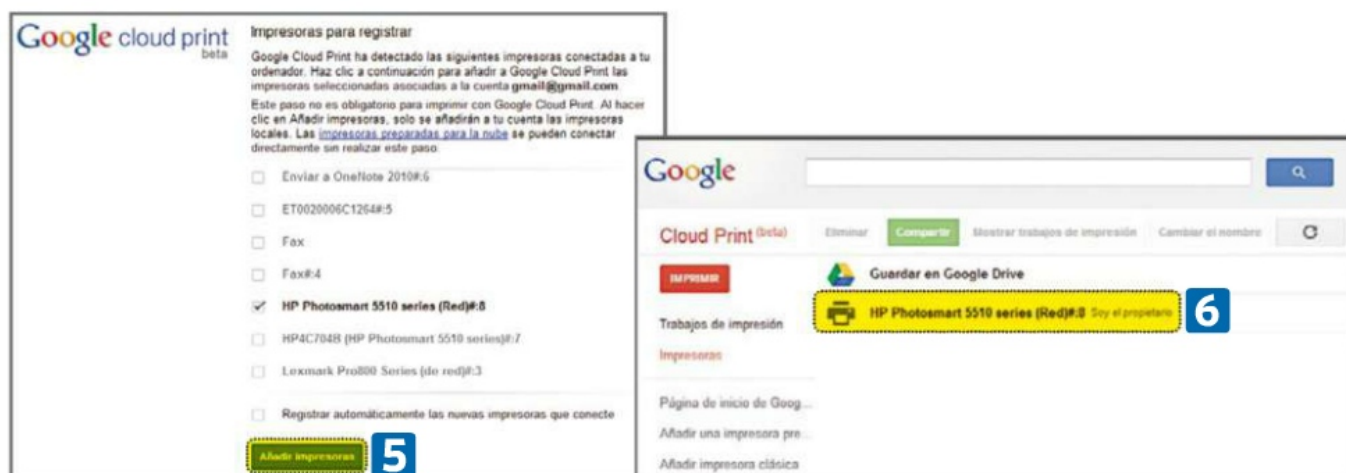 Google cloud print
beta
Impresoras para registrar
Google Cloud Print ha detectado las siguientes impresoras conectadas a tu
ordenador. Haz clic a continuación para añadir a Google Cloud Print las
impresoras seleccionadas asociadas a la cuenta gmail@gmail.com
Este paso no es obligatorio para imprimir con Google Cloud Print. Al hacer
clic en Añadir impresoras, solo se añadirán a tu cuenta las impresoras
locales. Las impresoras preparadas para la nube se pueden conectar
directamente sin realizar este paso.
Enviar a OneNote 2010#:6
ET0020006C1264#:5
Fax
Fax#:4
HP Photosmart 5510 series (Red)#:8
HP4C704B (HP Photosmart 5510 series)#:7
Lexmark Pro800 Series (de red)#:3
Registrar automáticamente las nuevas impresoras que conecte
Añadir impresoras
5
Google
Cloud Print (beta)
Eliminar
Compartir
Mostrar trabajos de impresión
Cambiar el nombre
IMPRIMIR
Trabajos de impresión
Impresoras
Página de inicio de Goog...
Añadir una impresora pre...
Añadir impresora clásica
Guardar en Google Drive
HP Photosmart 5510 series (Red)#:8 Soy el propietario
6